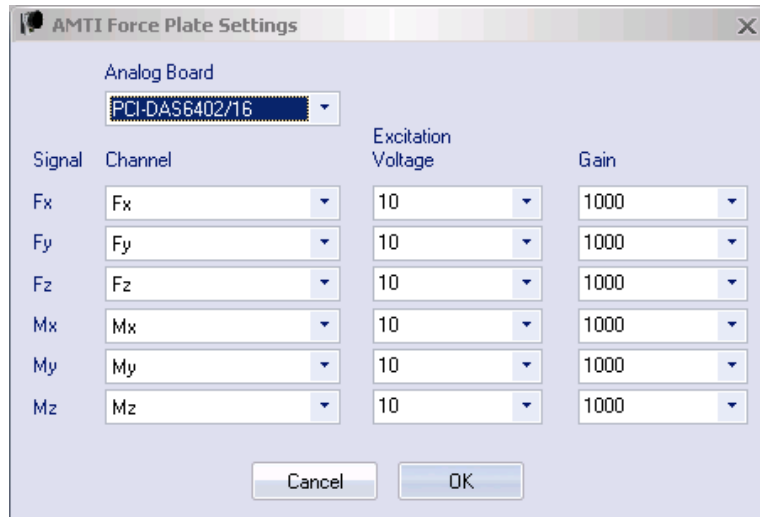 AMTI Force Plate Settings
Analog Board
PCI-DAS6402/16
Excitation
Signal Channel Voltage Gain
Fx Fx 10 1000
Fy Fy 10 1000
Fz Fz 10 1000
Mx Mx 10 1000
My My 10 1000
Mz Mz 10 1000
Cancel OK